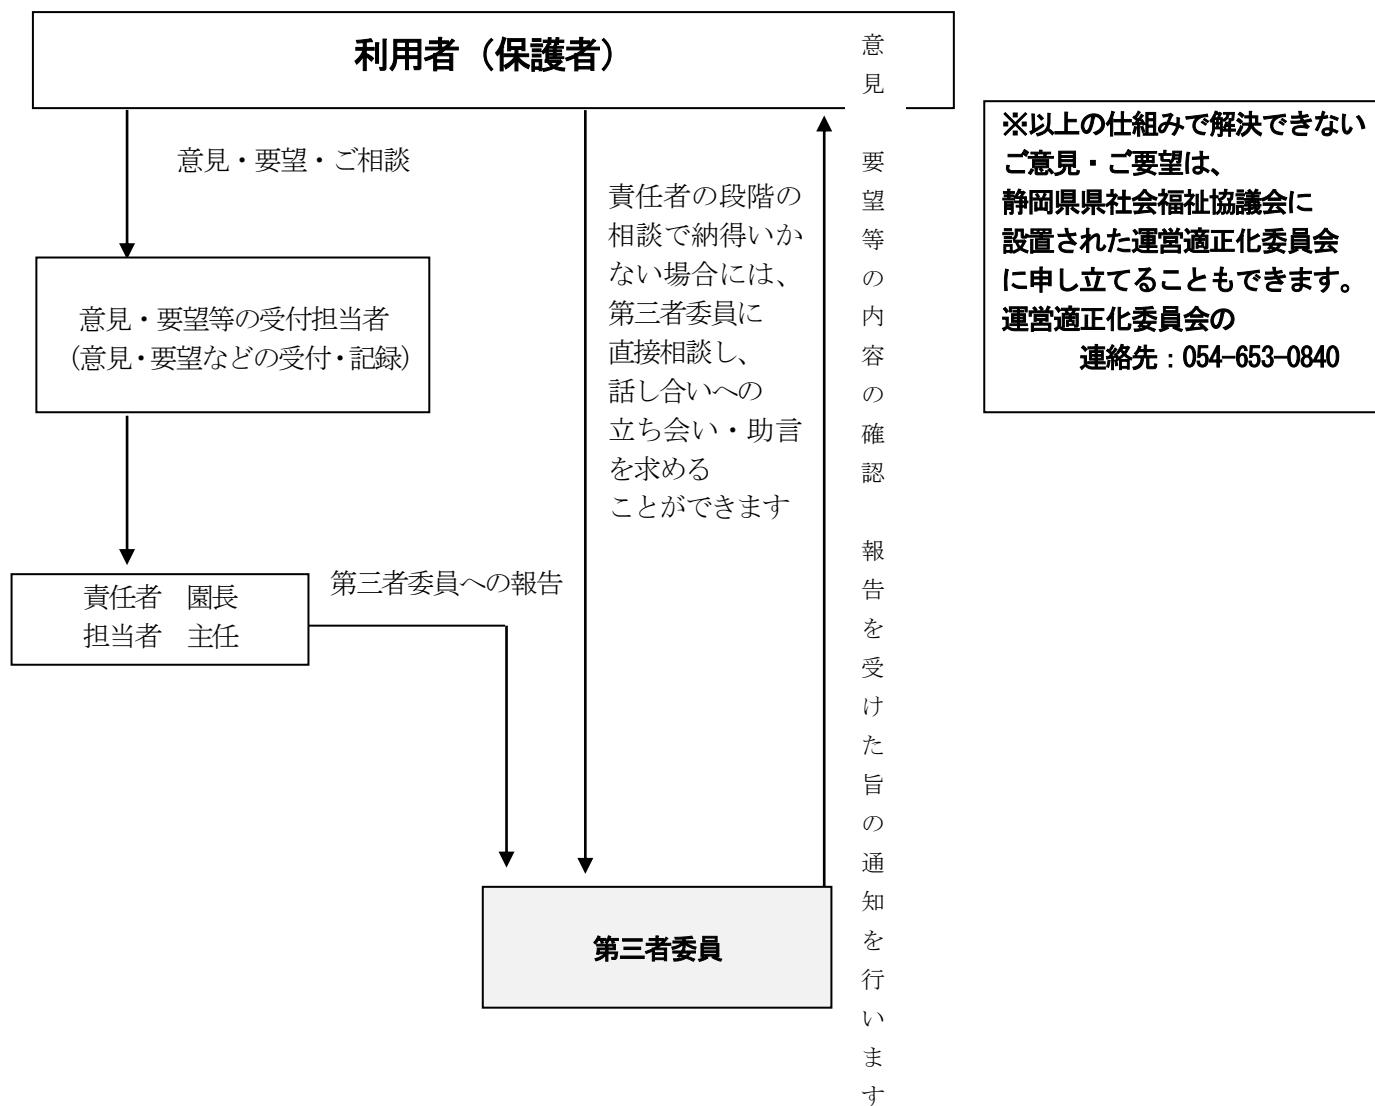 利用者（保護者）
意見・要望・ご相談
意見・要望等の受付担当者
（意見・要望などの受付・記録）
責任者　園長
担当者　主任
第三者委員への報告
責任者の段階の
相談で納得いか
ない場合には、
第三者委員に
直接相談し、
話し合いへの
立ち会い・助言
を求める
ことができます
意見　要望等の内容の確認　報告を受けた旨の通知を行います
第三者委員
※以上の仕組みで解決できない
ご意見・ご要望は、
静岡県県社会福祉協議会に
設置された運営適正化委員会
に申し立てることもできます。
運営適正化委員会の
連絡先：054-653-0840